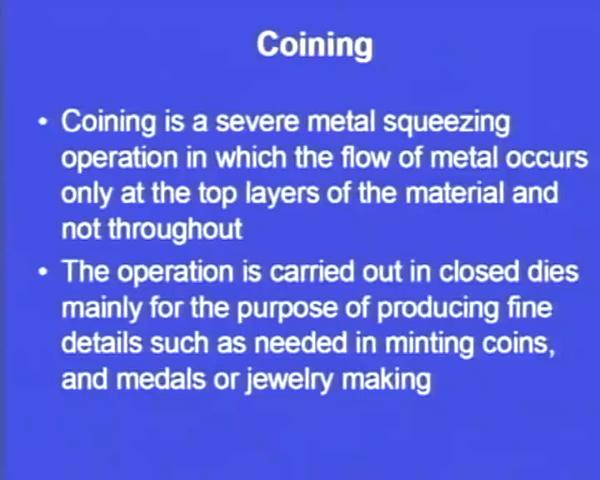 Coining
• Coining is a severe metal squeezing
operation in which the flow of metal occurs
only at the top layers of the material and
not throughout
• The operation is carried out in closed dies
mainly for the purpose of producing fine
details such as needed in minting coins,
and medals or jewelry making